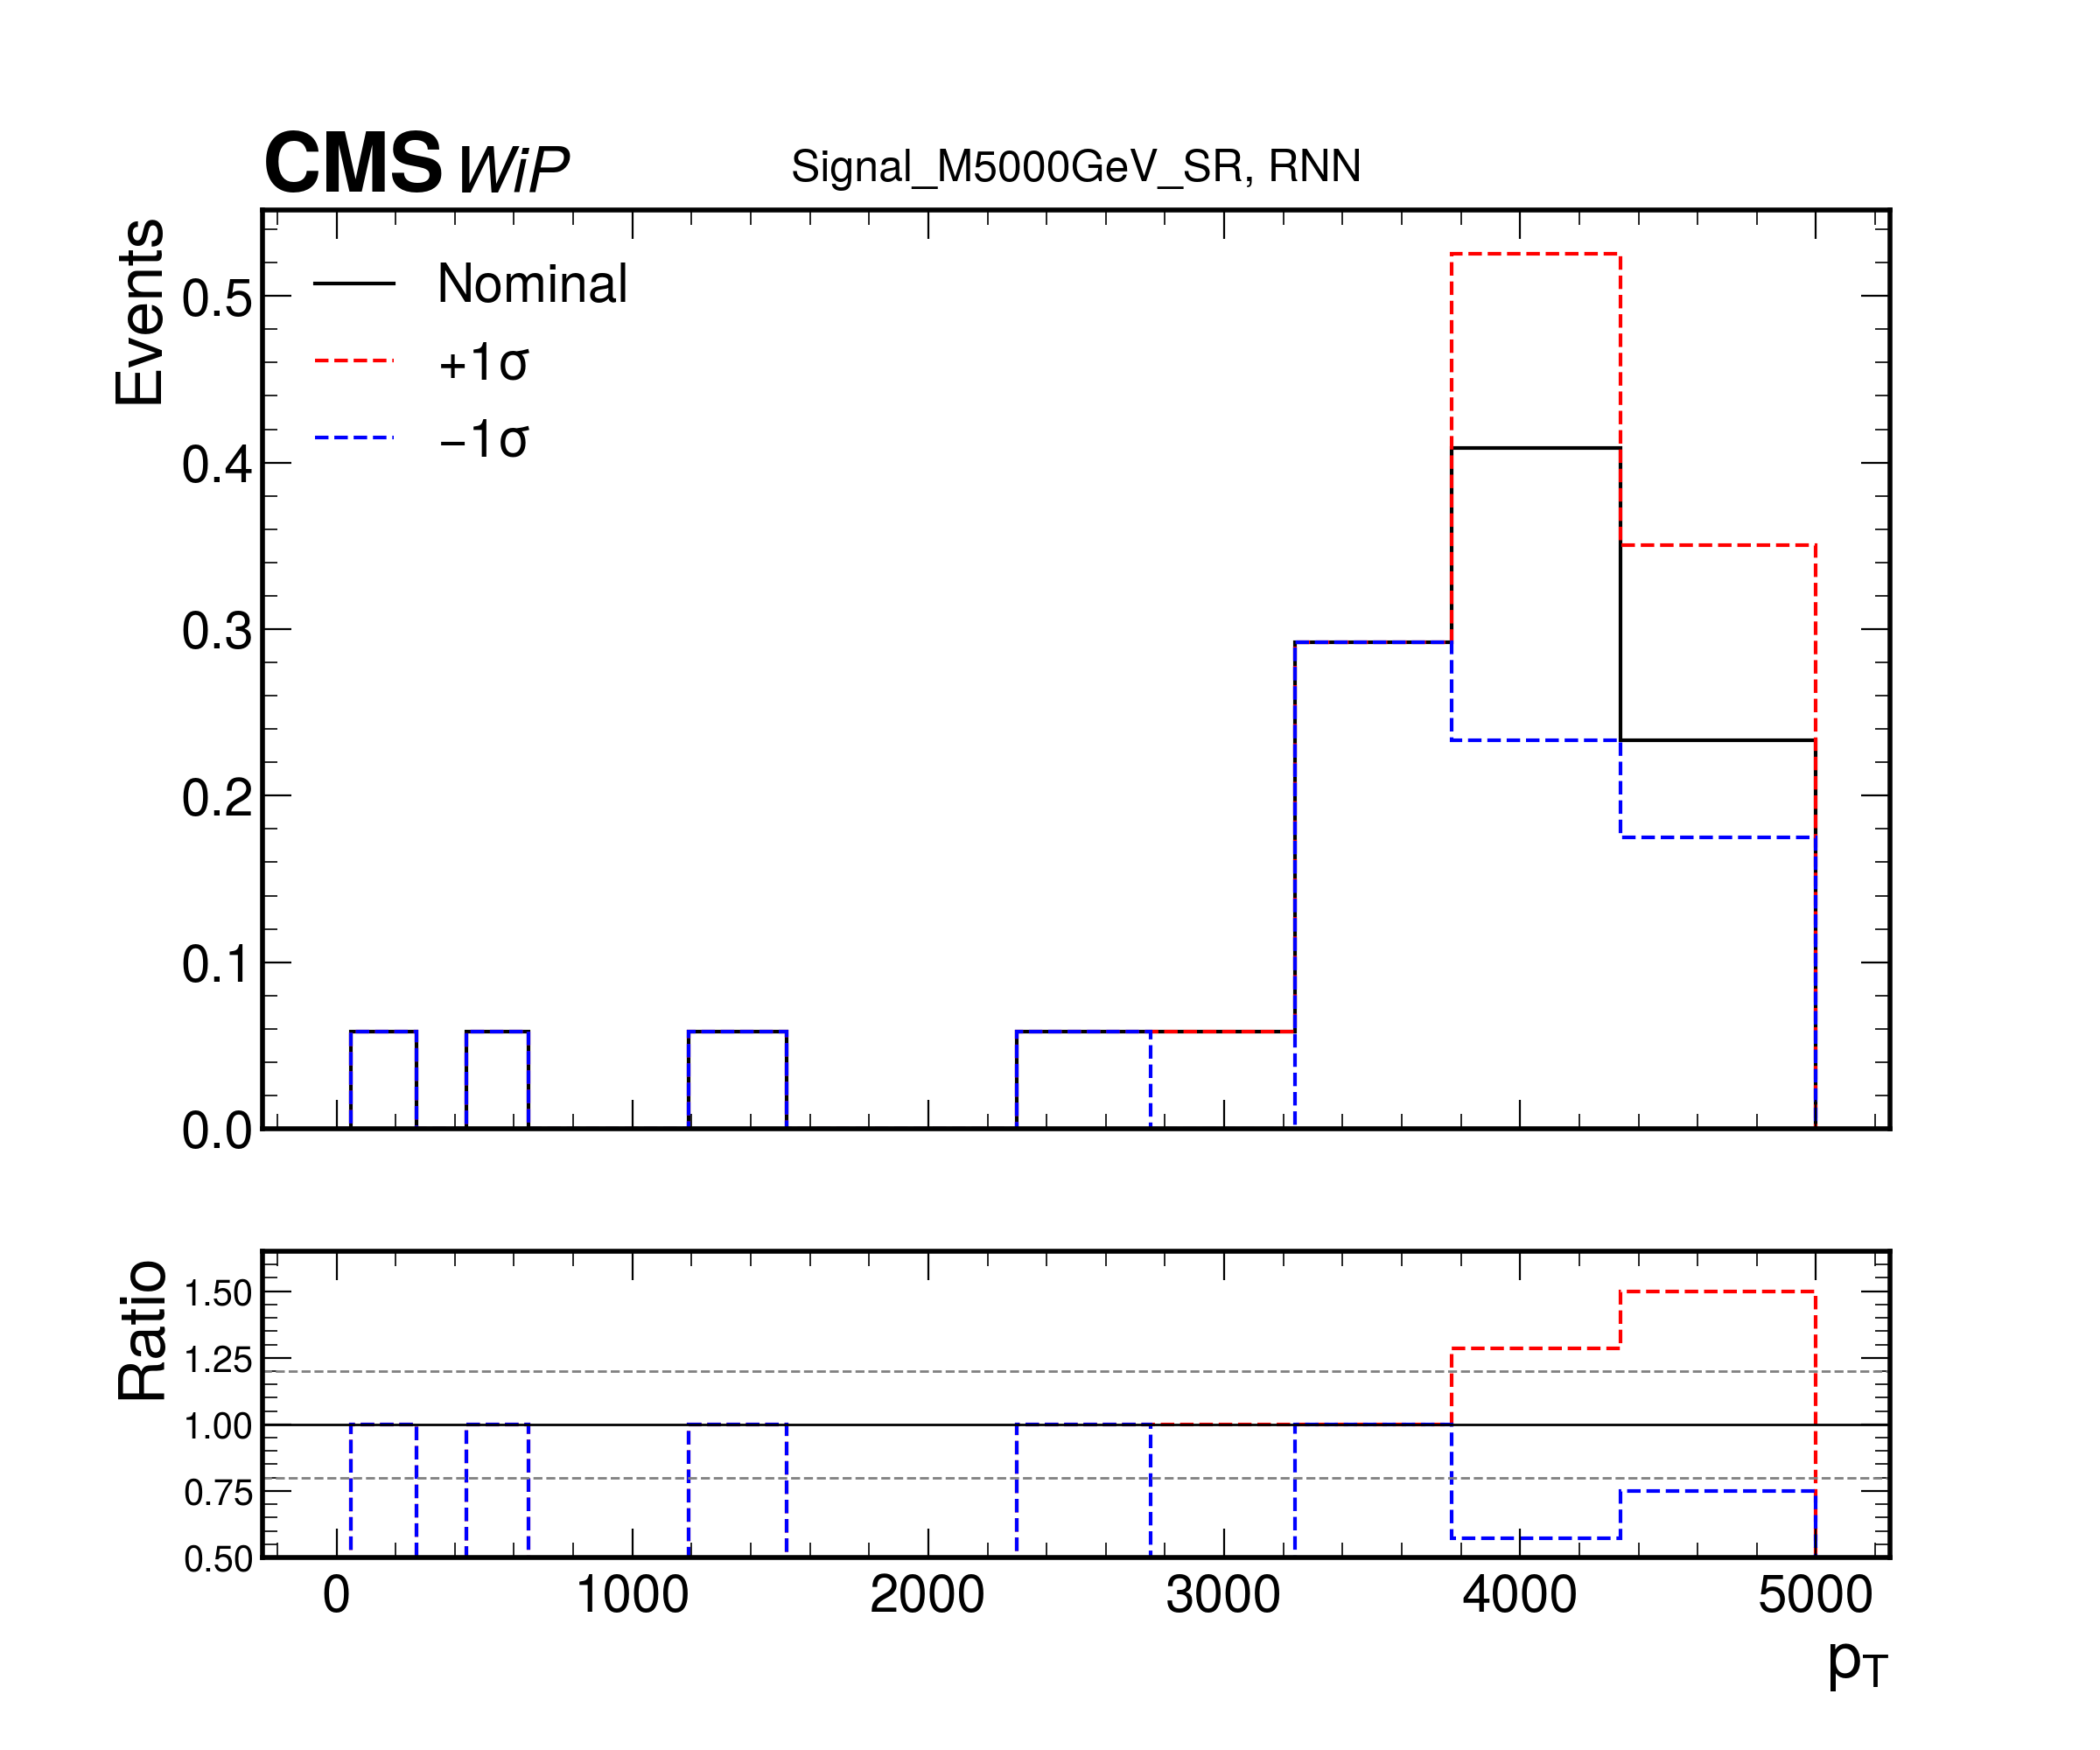 CMS WiP Signal_M5000GeV_SR, RNN
Events
Nominal
+1σ
−1σ
0.5
0.4
0.3
0.2
0.1
0.0
Ratio
1.50
1.25
1.00
0.75
0.50
0 1000 2000 3000 4000 5000
pT